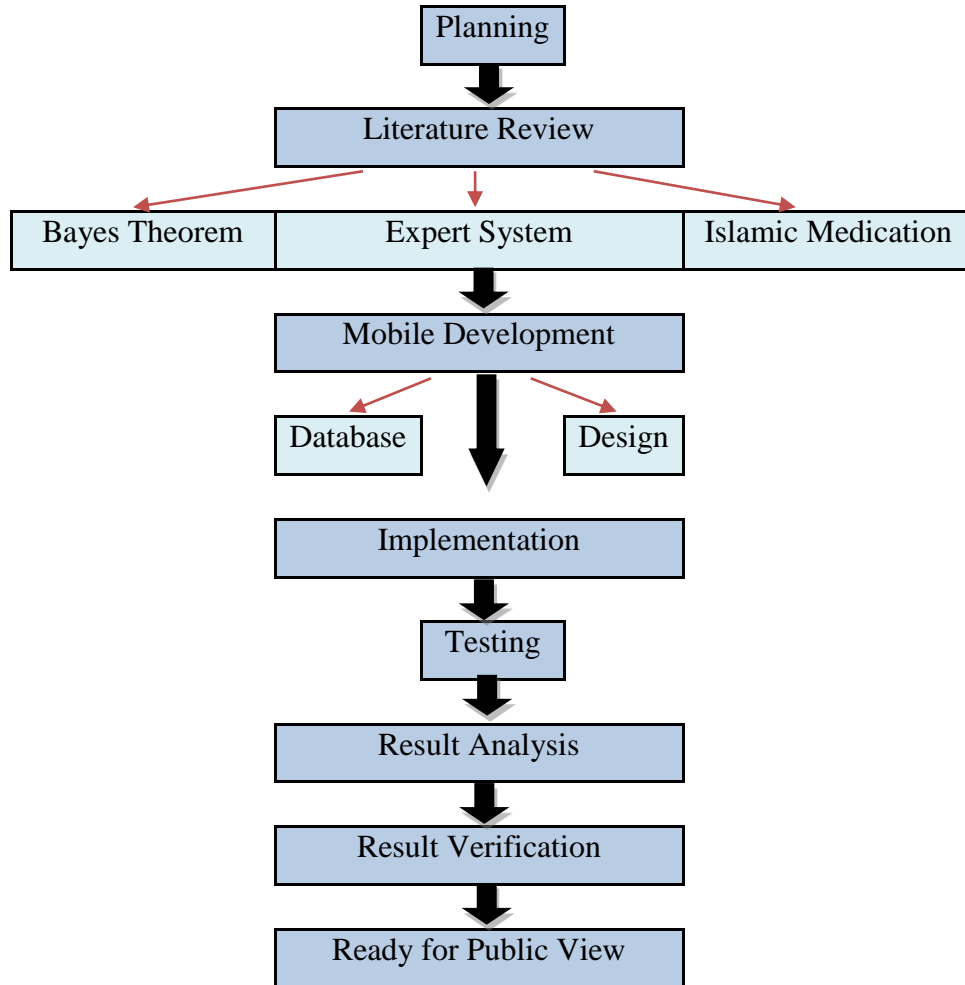 Planning
Literature Review
Bayes Theorem
Expert System
Islamic Medication
Mobile Development
Database
Design
Implementation
Testing
Result Analysis
Result Verification
Ready for Public View